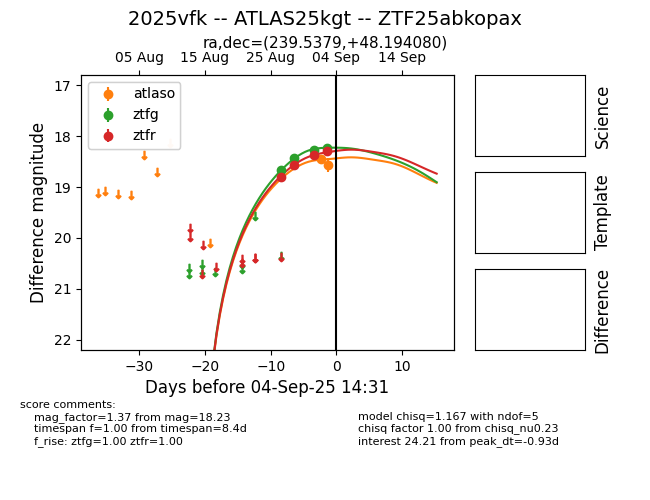 2025vfk -- ATLAS25kgt -- ZTF25abkopax
ra,dec=(239.5379,+48.194080)
05 Aug 15 Aug 25 Aug 04 Sep 14 Sep
17
18
19
20
21
22
Difference magnitude
atlaso
ztfg
ztfr
−30 −20 −10 0 10
Days before 04-Sep-25 14:31
Science
Template
Difference
score comments:
mag_factor=1.37 from mag=18.23
timespan f=1.00 from timespan=8.4d
f_rise: ztfg=1.00 ztfr=1.00
model chisq=1.167 with ndof=5
chisq factor 1.00 from chisq_nu0.23
interest 24.21 from peak_dt=-0.93d